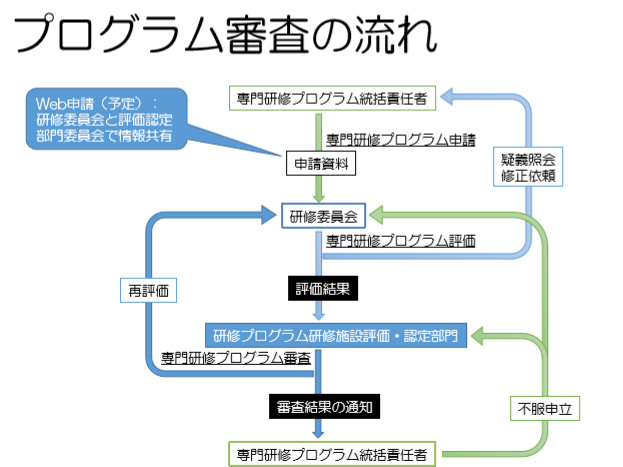 プログラム審査の流れ
Web申請（予定）：
研修委員会と評価認定
部門委員会で情報共有
専門研修プログラム統括責任者
専門研修プログラム申請
申請資料
疑義照会
修正依頼
研修委員会
専門研修プログラム評価
再評価
評価結果
研修プログラム研修施設評価・認定部門
専門研修プログラム審査
審査結果の通知
不服申立
専門研修プログラム統括責任者